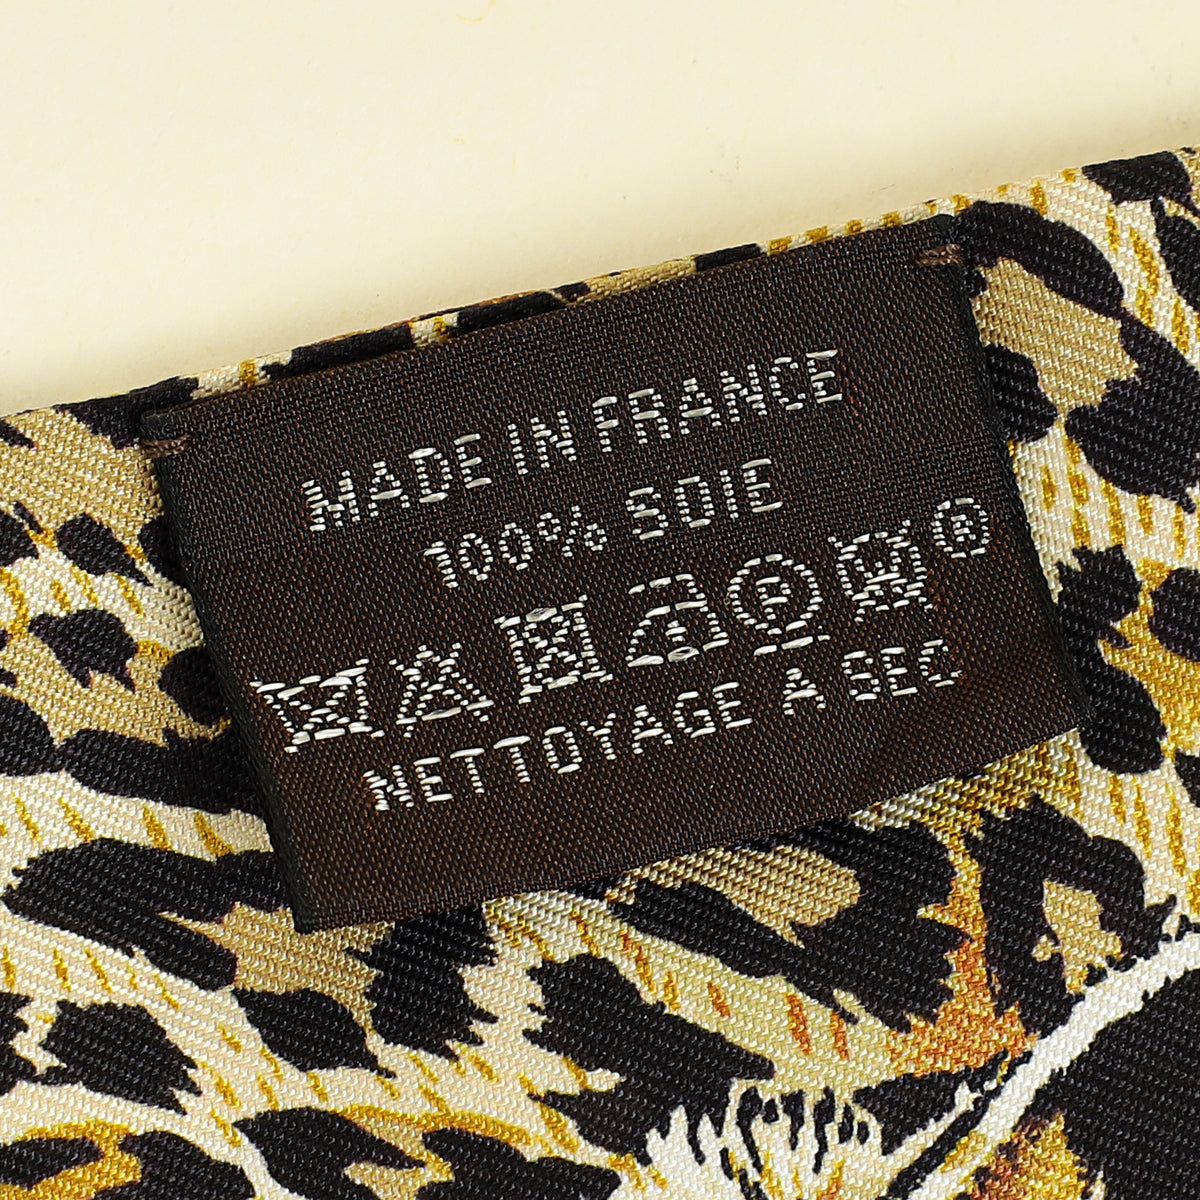 MADE IN FRANCE
100% SOIE
P ®
NETTOYAGE A SEC